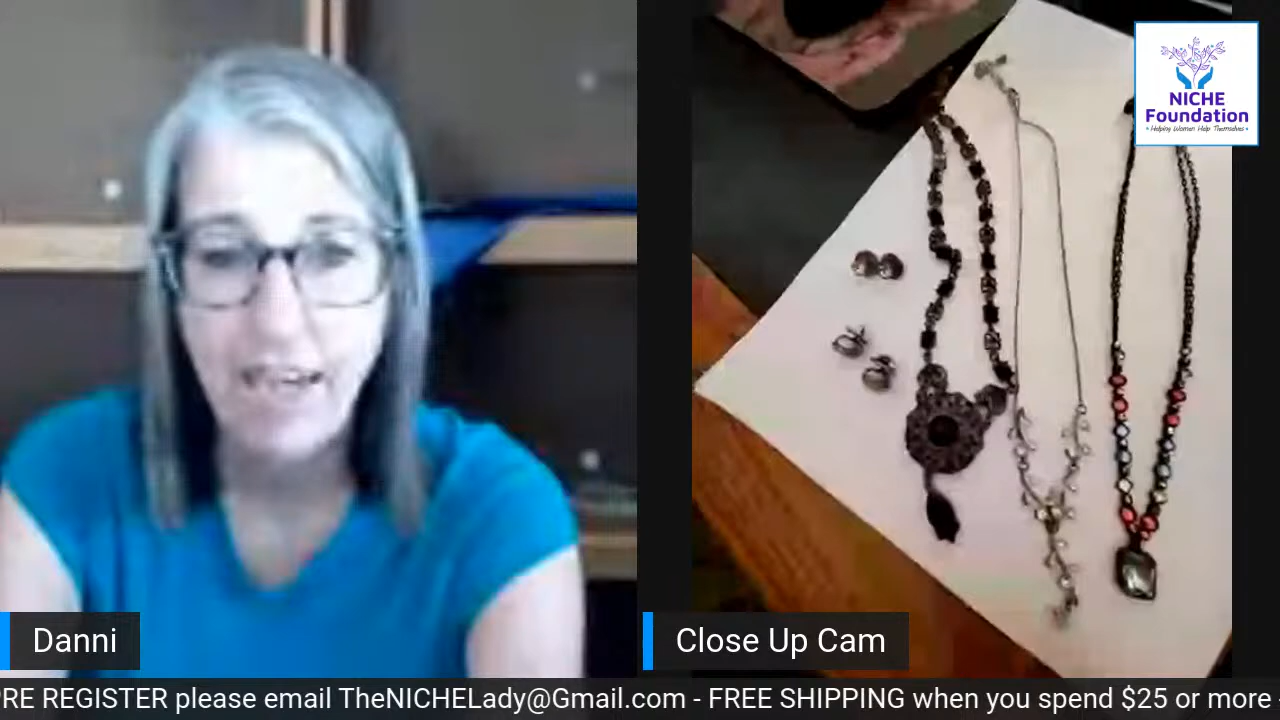 NICHE
Foundation
Helping Women Help Themselves
Danni
Close Up Cam
RE REGISTER please email TheNICHELady@Gmail.com - FREE SHIPPING when you spend $25 or more